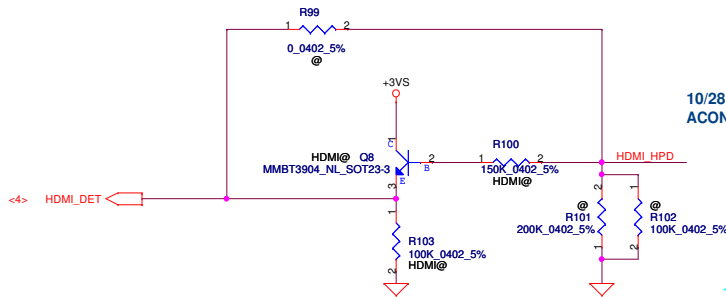 R99
1
2
0_0402_5%
@
+3VS
10/28
ACON
1
C
HDMI@ Q8
MMBT3904_NL_SOT23-3
2
B
E
3
R100
1
2
150K_0402_5%
HDMI@
HDMI_HPD
<4> HDMI_DET
1
R103
100K_0402_5%
HDMI@
2
2
@
R101
200K_0402_5%
1
1
@
R102
100K_0402_5%
2